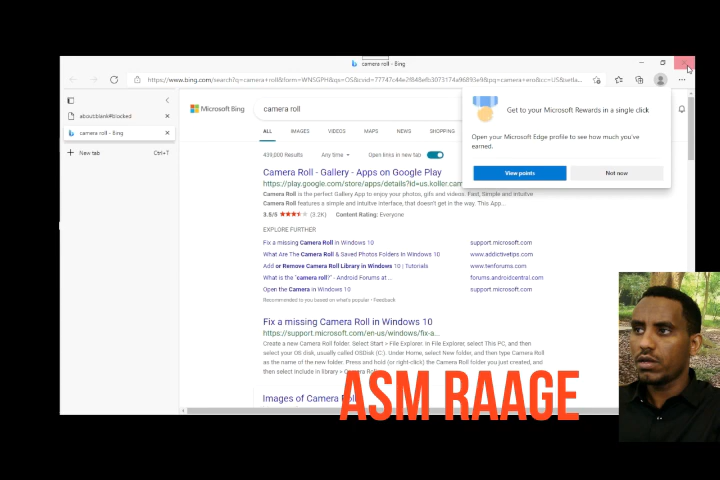 camera roll - Bing
https://www.bing.com/search?q=camera+roll&form=WNSGPH&qs=OS&cvid=77747c44e2f848efb3073174a96876ed&pq=camera+ero&cc=US&setla...
about:blank#blocked
camera roll - Bing
New tab Ctrl+T
Microsoft Bing
camera roll
ALL IMAGES VIDEOS MAPS NEWS SHOPPING
439,000 Results Any time Open links in new tab
Camera Roll - Gallery - Apps on Google Play
https://play.google.com/store/apps/details?id=us.koller.cam
Camera Roll is the perfect Gallery App to enjoy your photos, gifs and videos. Fast, Simple and intuitive
Camera Roll features a simple and intuitive interface, that doesn't get in the way. This App...
3.5/5 (3.2K) Content Rating: Everyone
EXPLORE FURTHER
Fix a missing Camera Roll in Windows 10 support.microsoft.com
What Are The Camera Roll & Saved Photos Folders In Windows 10 www.addictivetips.com
Add or Remove Camera Roll Library in Windows 10 | Tutorials www.tenforums.com
What is the "camera roll?" - Android Forums at ... forums.androidcentral.com
Open the Camera in Windows 10 support.microsoft.com
Recommended to you based on what's popular • Feedback
Fix a missing Camera Roll in Windows 10
https://support.microsoft.com/en-us/windows/fix-a...
Create a new Camera Roll folder. Select Start > File Explorer. In File Explorer, select This PC, and then
select your OS disk, usually called OSDisk (C:). Under Home, select New folder, and then type Camera
Roll as the name of the new folder. Press and hold (or right-click) the Camera Roll folder you just created, and
then select Include in library > Camera
Images of Camera Roll
Get to your Microsoft Rewards in a single click
Open your Microsoft Edge profile to see how much you've
earned.
View points Not now
ASM RAAGE